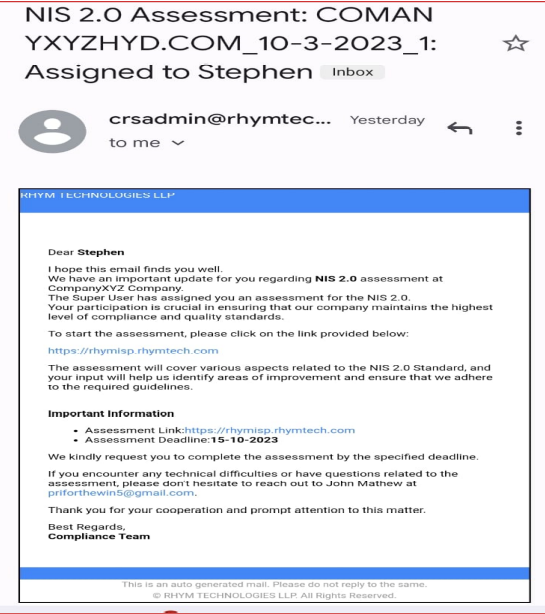 NIS 2.0 Assessment: COMAN
YXYZHYD.COM_10-3-2023_1:
Assigned to Stephen Inbox
crsadmin@rhymtec... Yesterday
to me
RHYM TECHNOLOGIES LLP
Dear Stephen
I hope this email finds you well.
We have an important update for you regarding NIS 2.0 assessment at
CompanyXYZ Company.
The Super User has assigned you an assessment for the NIS 2.0.
Your participation is crucial in ensuring that our company maintains the highest
level of compliance and quality standards.
To start the assessment, please click on the link provided below:
https://rhymisp.rhymtech.com
The assessment will cover various aspects related to the NIS 2.0 Standard, and
your input will help us identify areas of improvement and ensure that we adhere
to the required guidelines.
Important Information
• Assessment Link:https://rhymisp.rhymtech.com
• Assessment Deadline:15-10-2023
We kindly request you to complete the assessment by the specified deadline.
If you encounter any technical difficulties or have questions related to the
assessment, please don't hesitate to reach out to John Mathew at
priforthewin5@gmail.com.
Thank you for your cooperation and prompt attention to this matter.
Best Regards,
Compliance Team
This is an auto generated mail. Please do not reply to the same.
© RHYM TECHNOLOGIES LLP. All Rights Reserved.